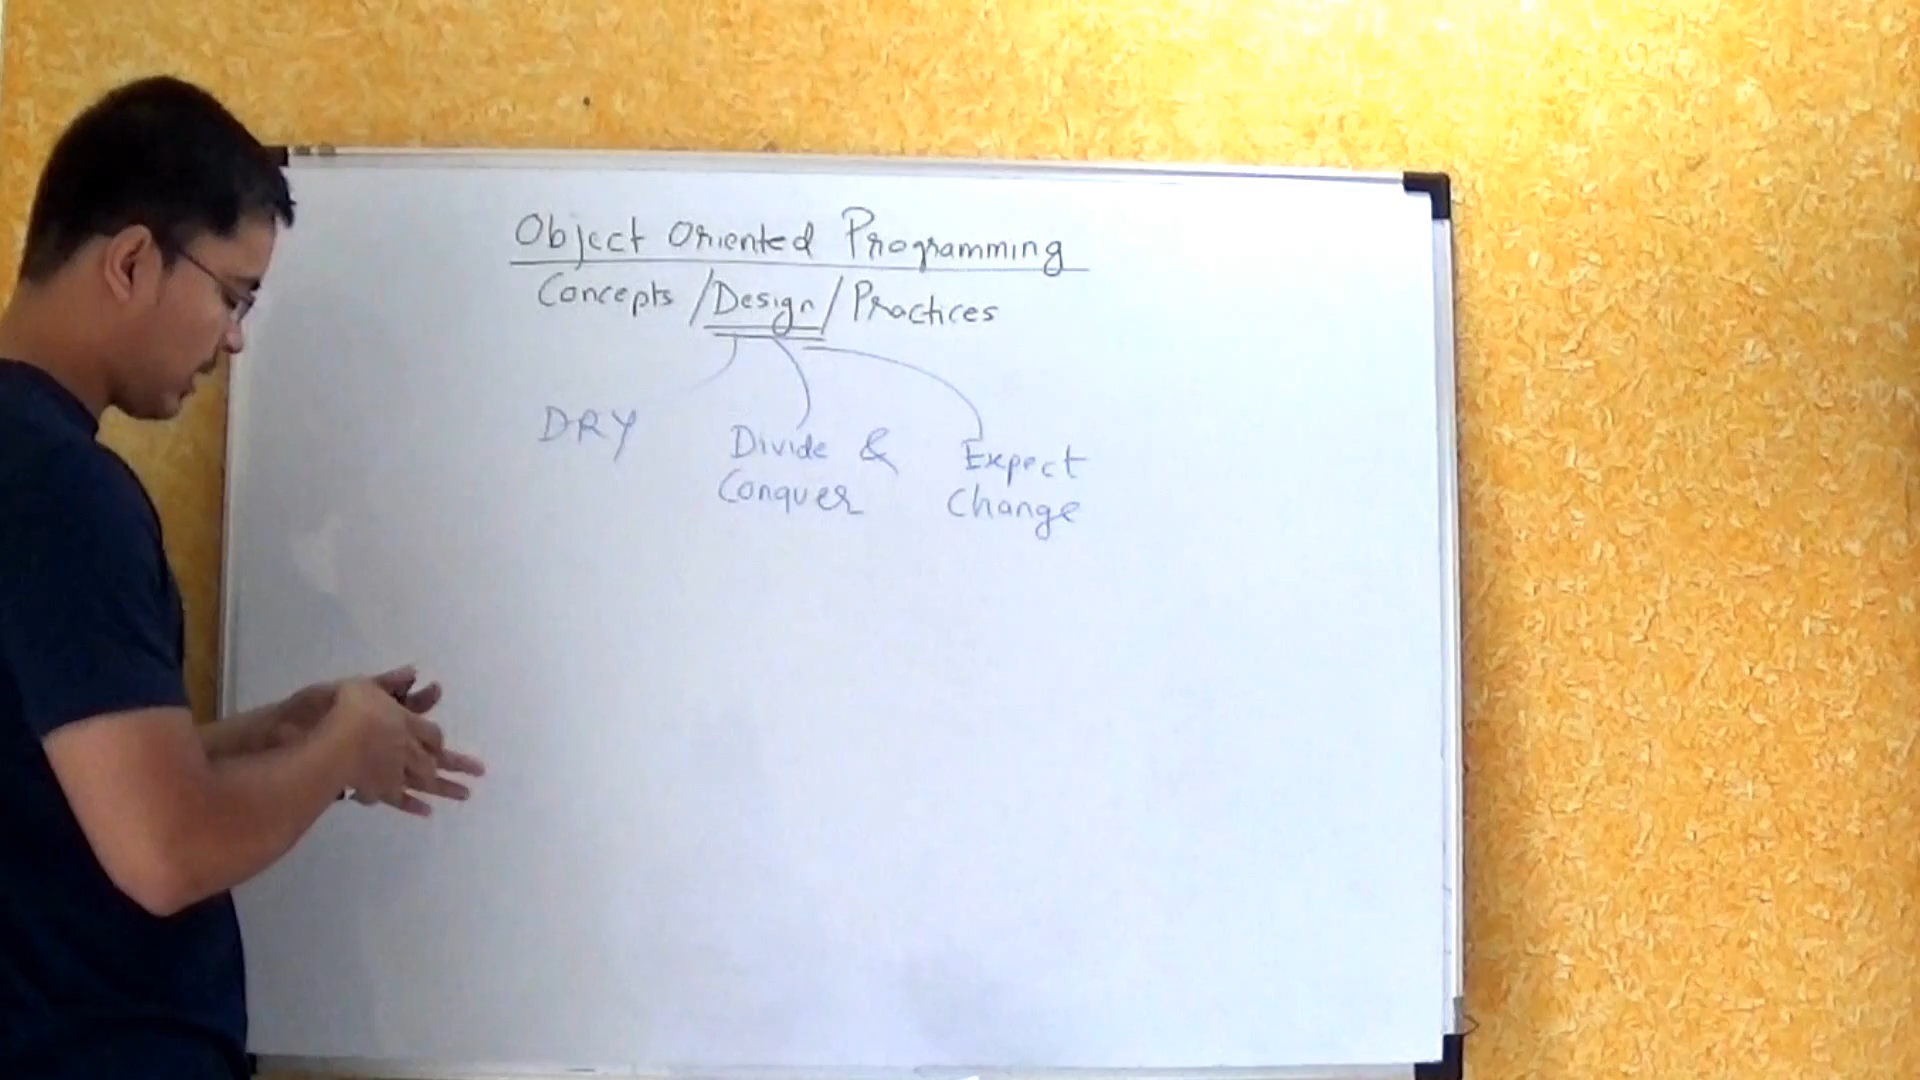 Object Oriented Programming
Concepts / Design / Practices
DRY
Divide &
Conquer
Expect
Change